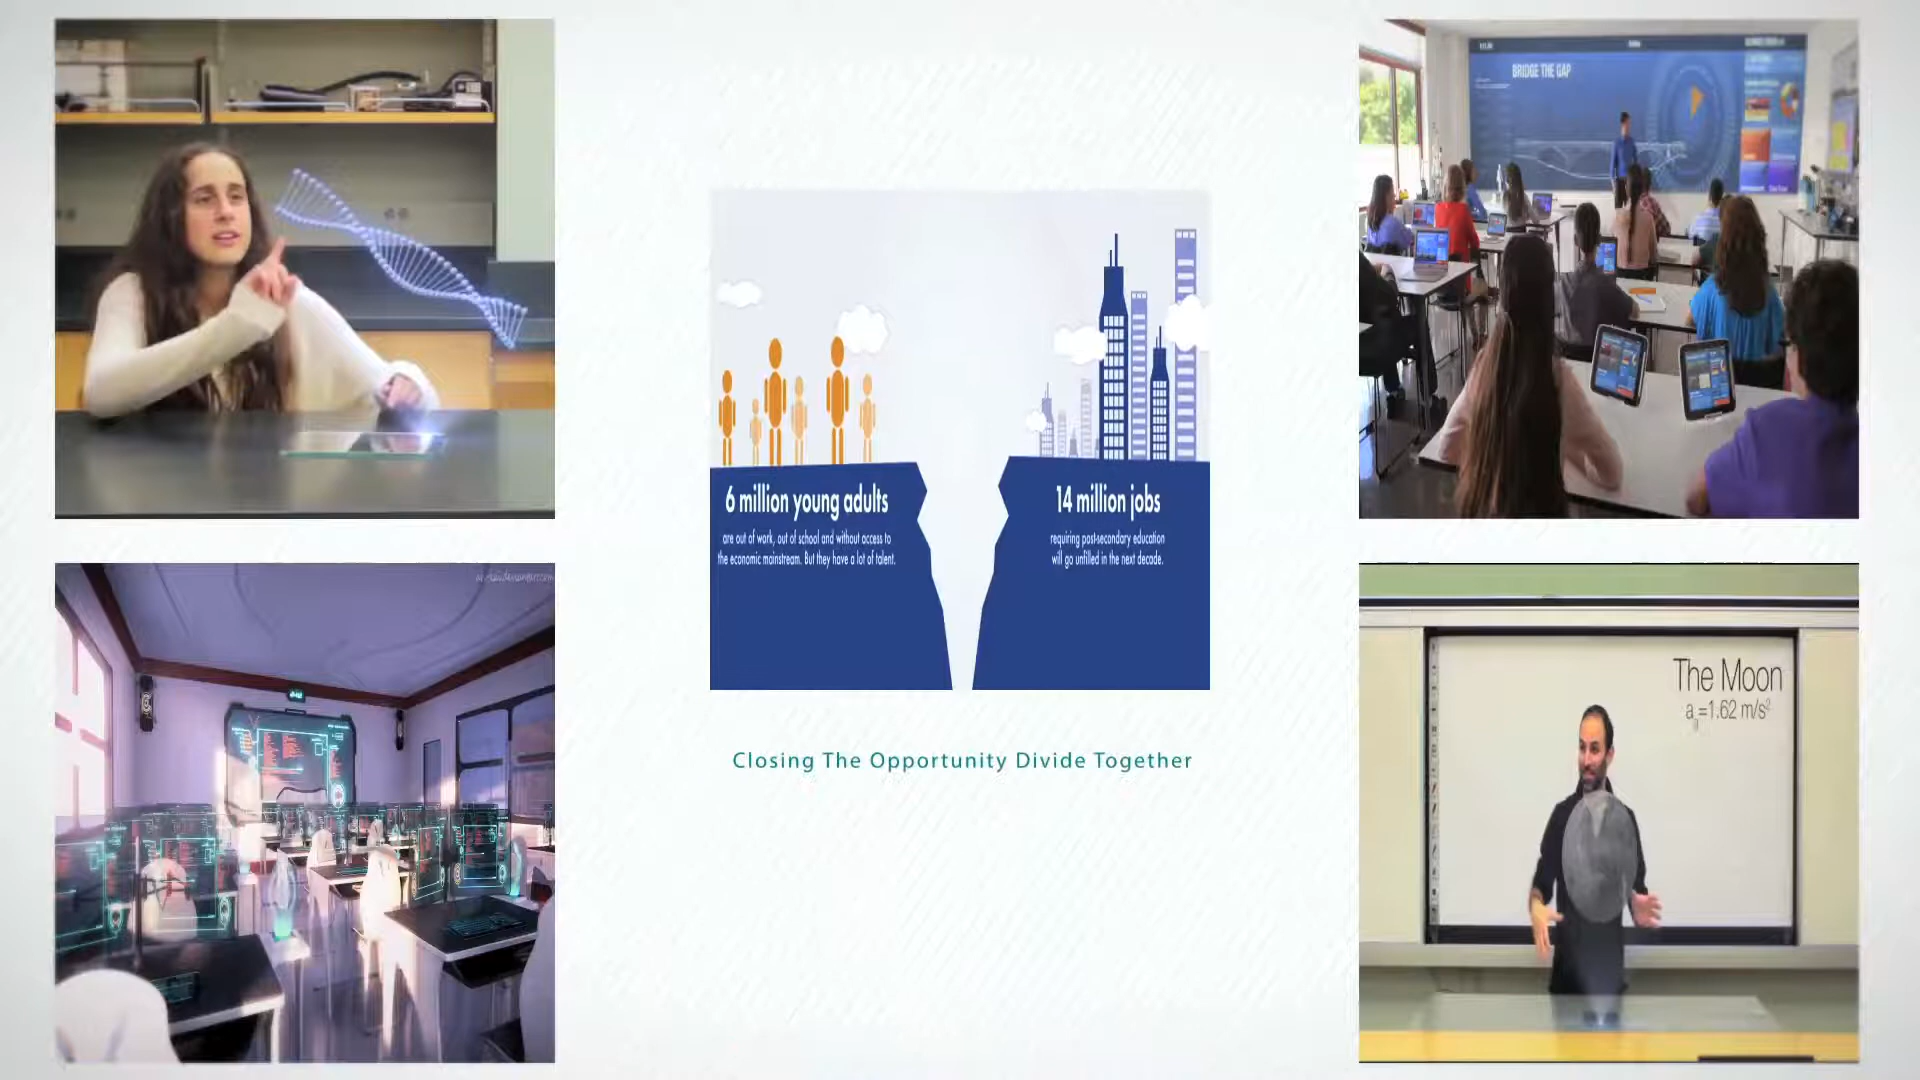 BRIDGE THE GAP
6 million young adults
are out of work, out of school and without access to
the economic mainstream. But they have a lot of talent.
14 million jobs
requiring post-secondary education
will go unfilled in the next decade.
Closing The Opportunity Divide Together
The Moon
a_g=1.62 m/s²